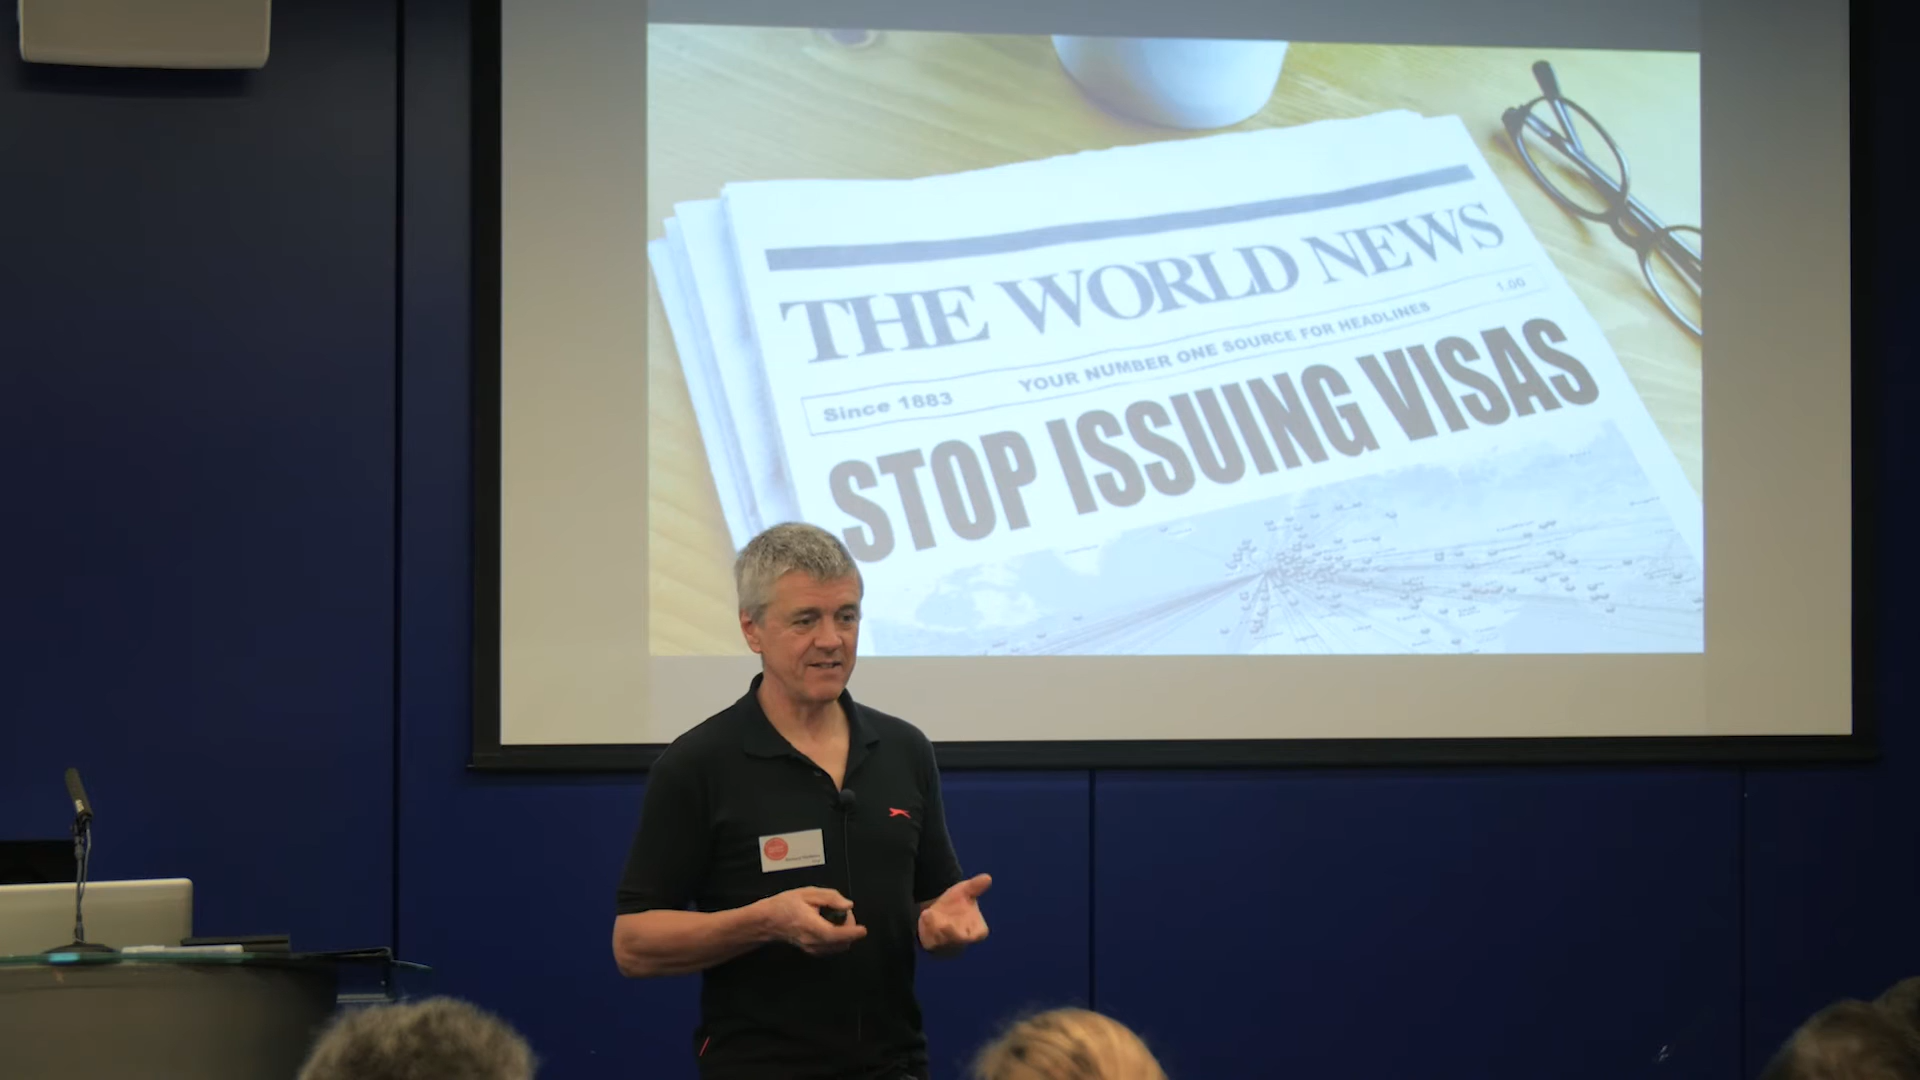 THE WORLD NEWS
Since 1883 YOUR NUMBER ONE SOURCE FOR HEADLINES 1.00
STOP ISSUING VISAS